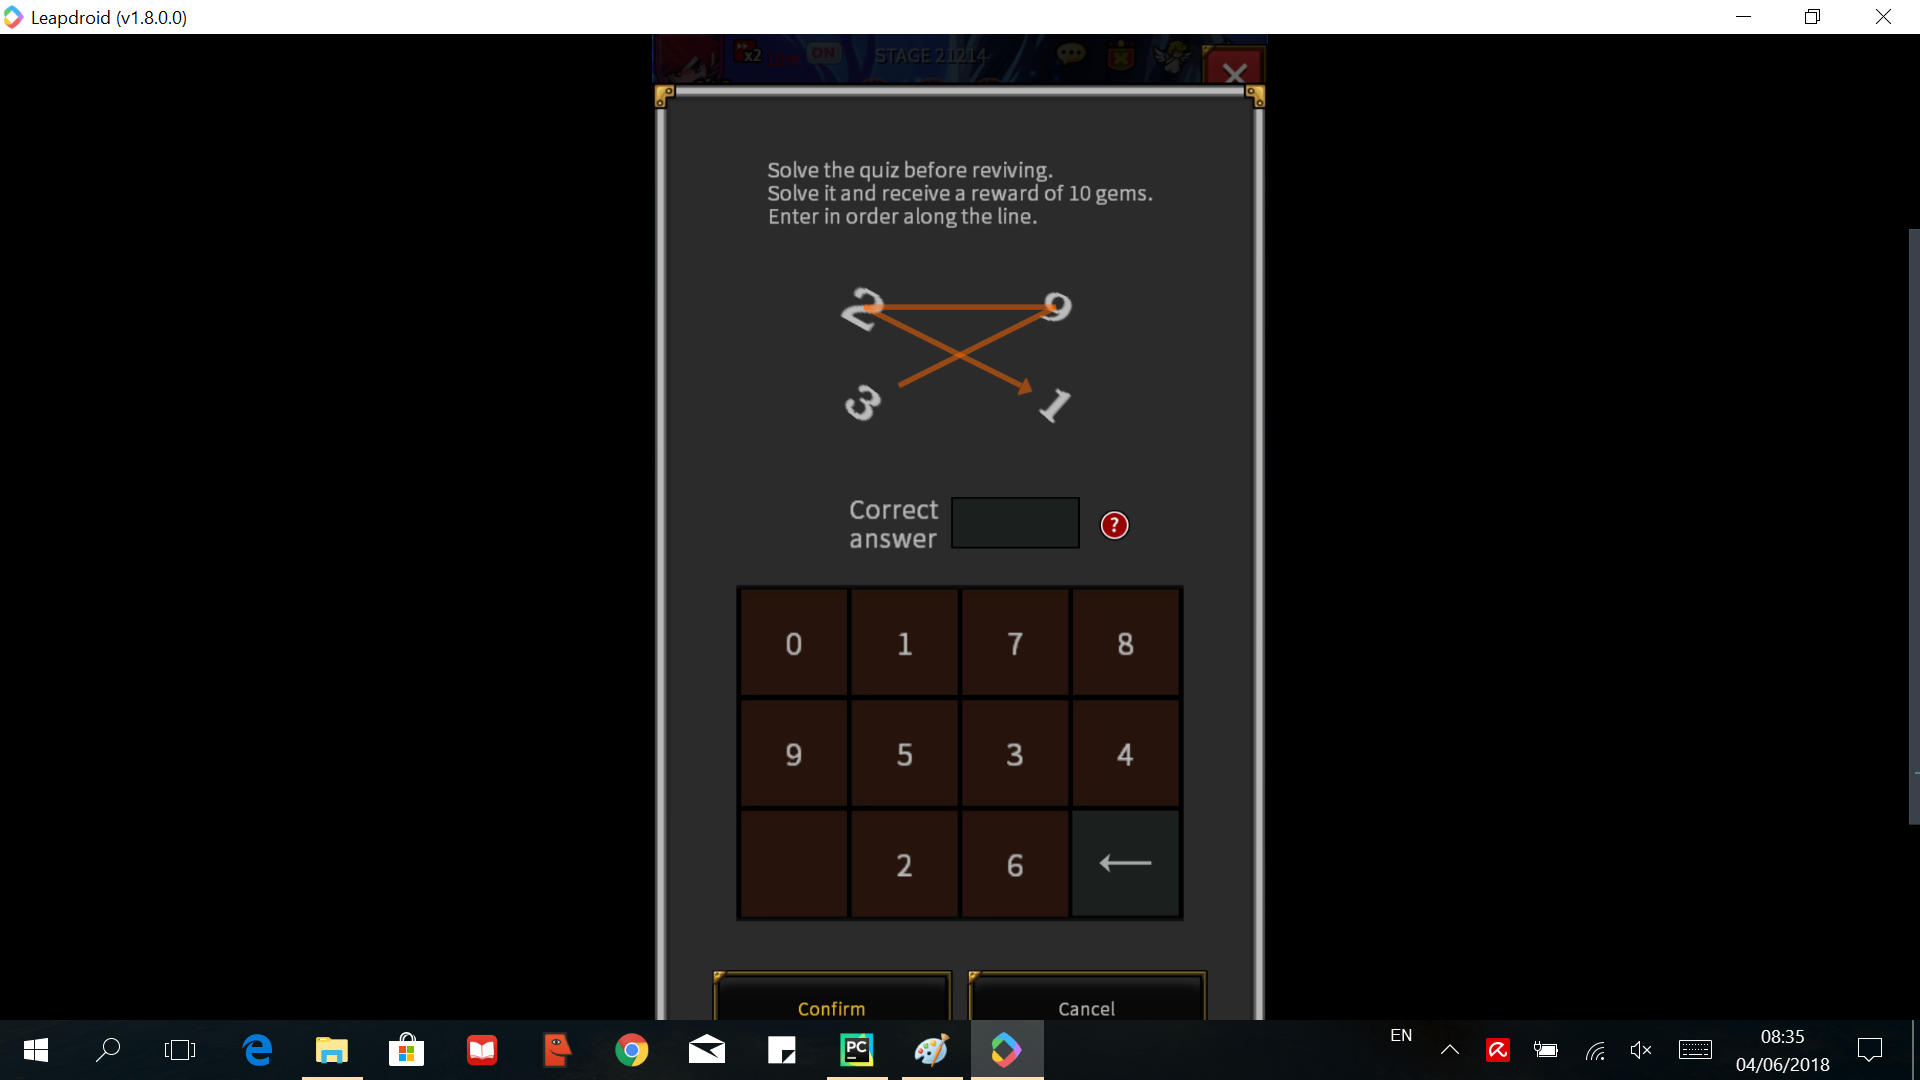 Leapdroid (v1.8.0.0)
x2 ON STAGE 21214
Solve the quiz before reviving.
Solve it and receive a reward of 10 gems.
Enter in order along the line.
2 9
3 1
Correct
answer
?
0 1 7 8
9 5 3 4
2 6
Confirm Cancel
PC
EN
08:35
04/06/2018